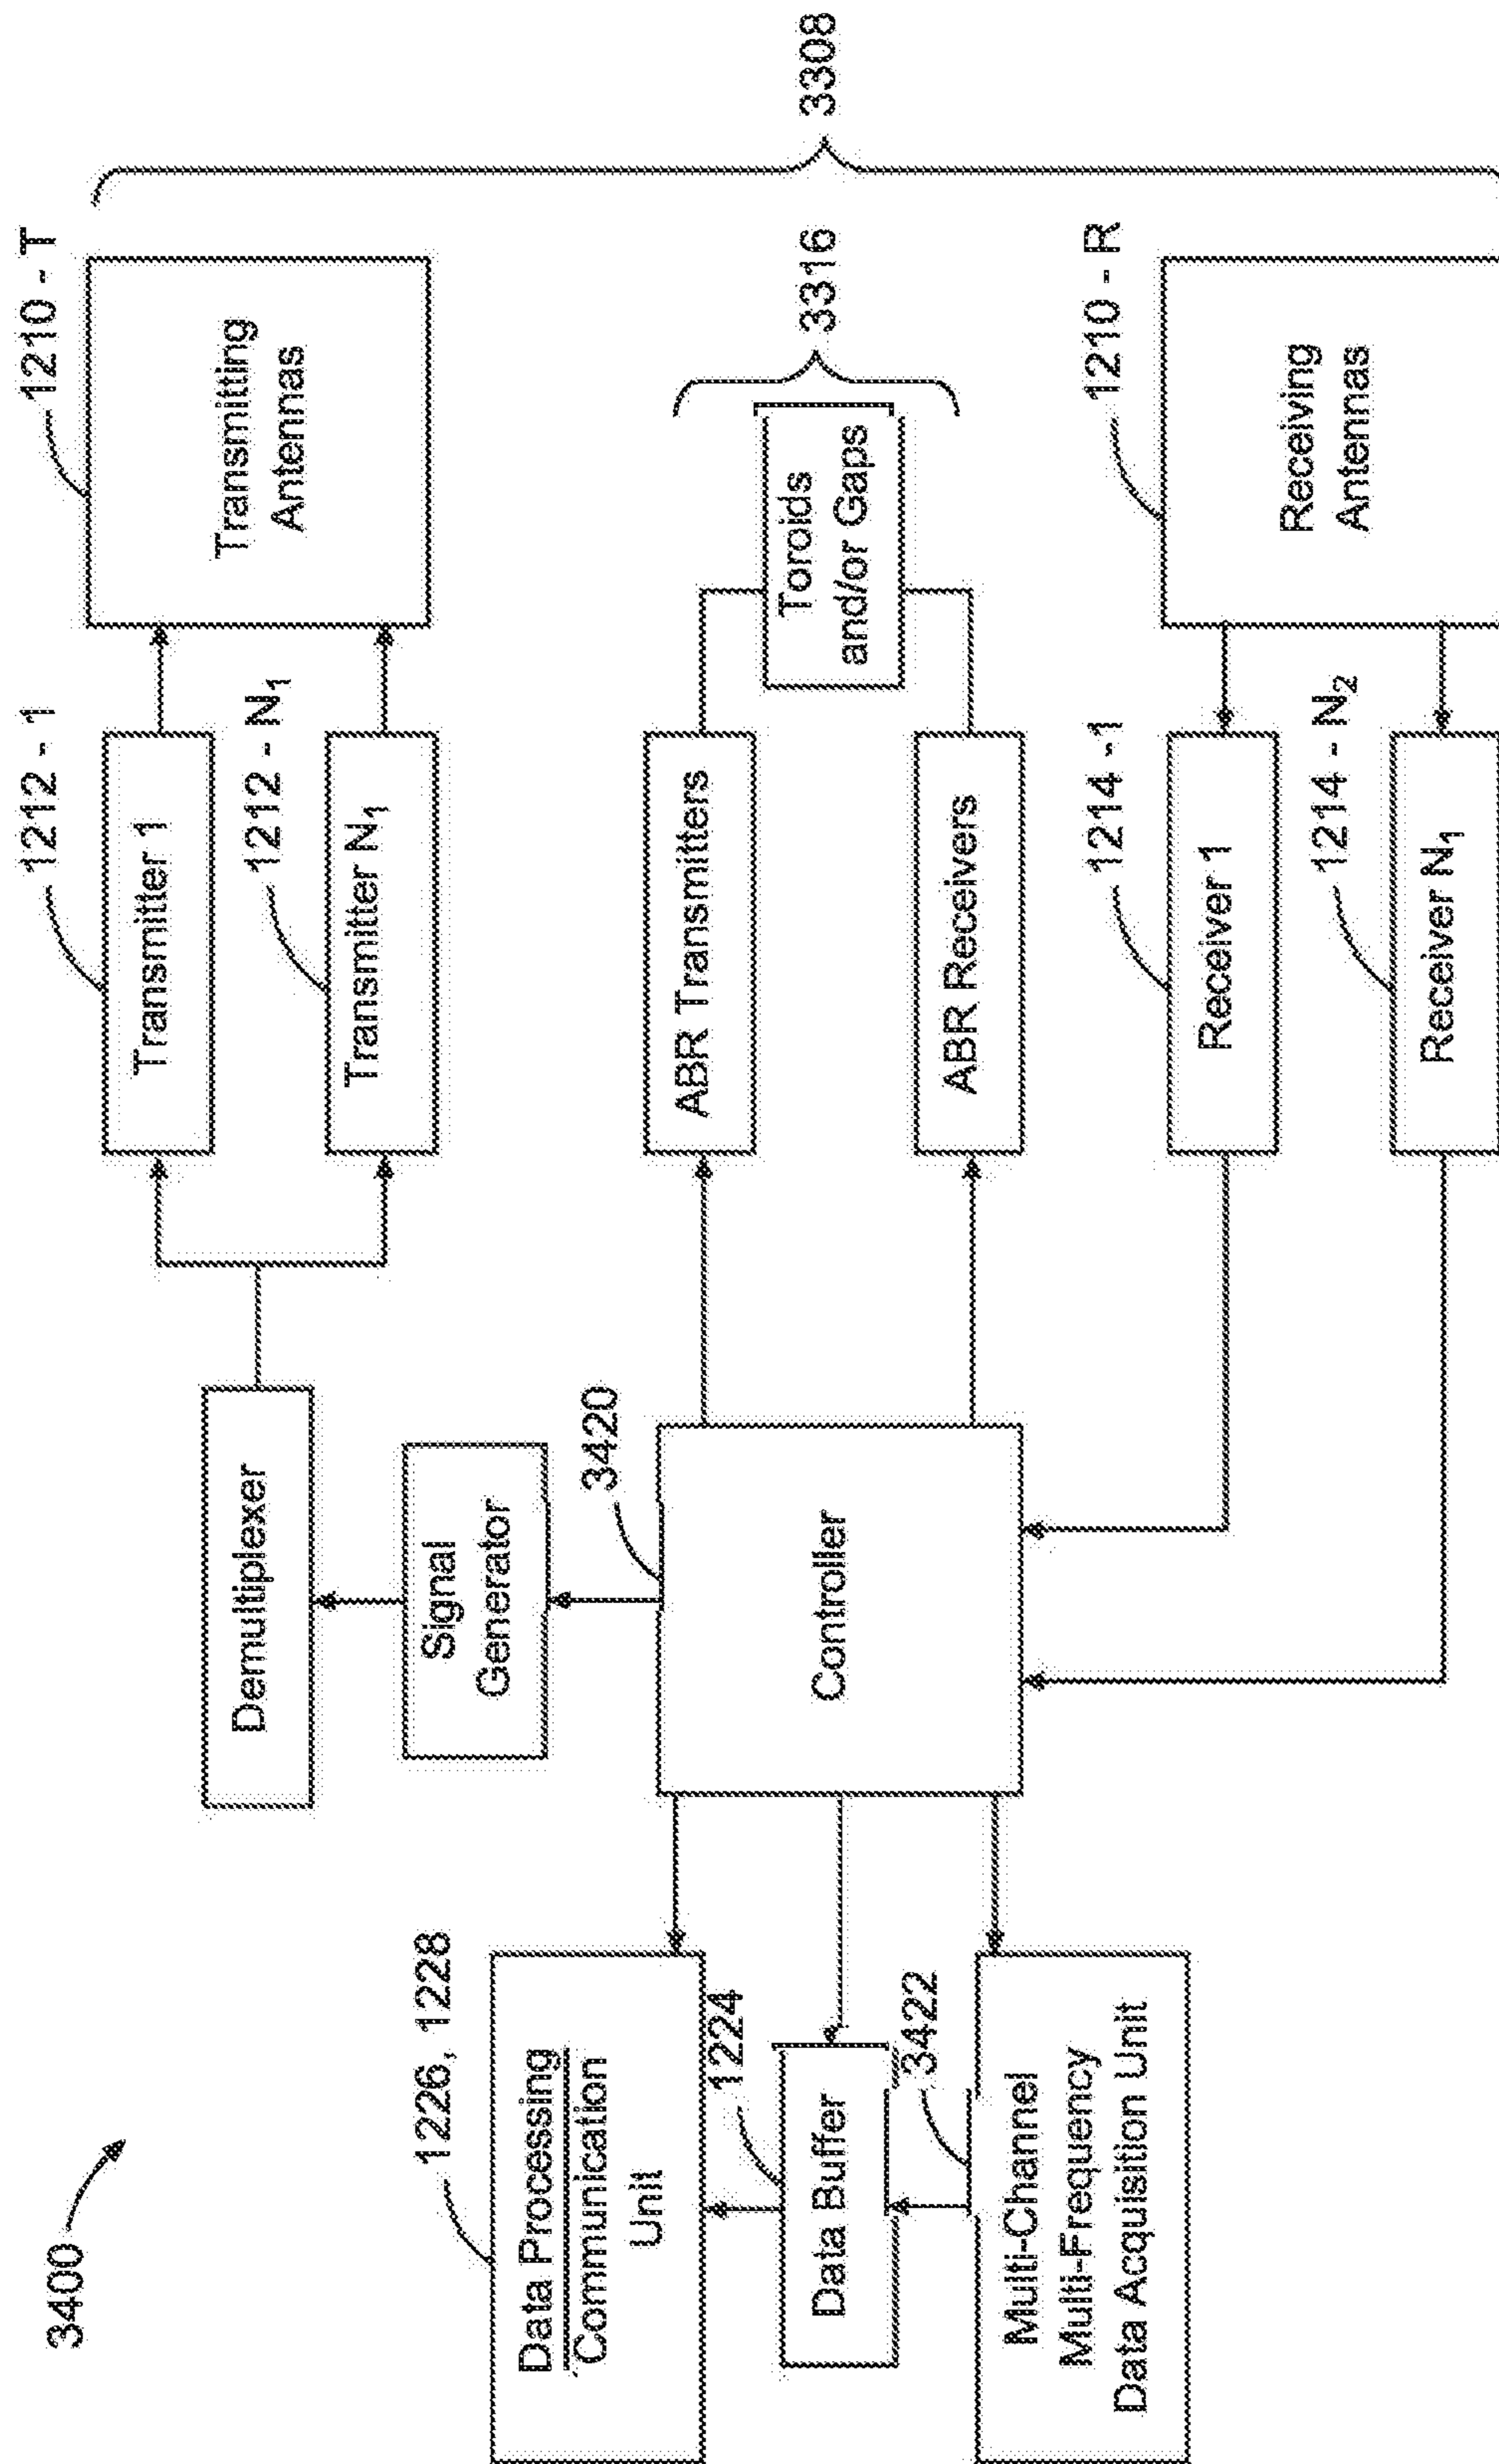 3400
1226, 1228
Data Processing
Communication
Unit
1224
Data Buffer
3422
Multi-Channel
Multi-Frequency
Data Acquisition Unit
Demultiplexer
Signal
Generator
3420
Controller
1212 - 1
Transmitter 1
1212 - N₁
Transmitter N₁
ABR Transmitters
ABR Receivers
1214 -1
Receiver 1
1214 - N₂
Receiver N₁
1210 - T
Transmitting
Antennas
Toroids
and/or Gaps
3316
1210 - R
Receiving
Antennas
3308